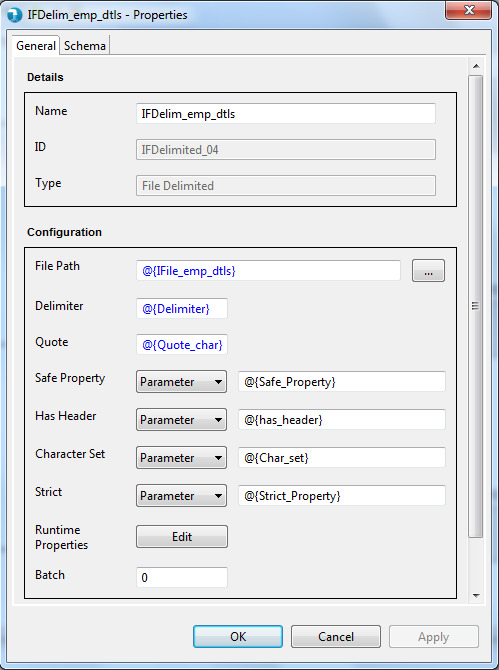 IFDelim_emp_dtls - Properties
General Schema
Details
Name IFDelim_emp_dtls
ID IFDelimited_04
Type File Delimited
Configuration
File Path @{IFile_emp_dtls} ...
Delimiter @{Delimiter}
Quote @{Quote_char}
Safe Property Parameter @{Safe_Property}
Has Header Parameter @{has_header}
Character Set Parameter @{Char_set}
Strict Parameter @{Strict_Property}
Runtime
Properties Edit
Batch 0
OK Cancel Apply